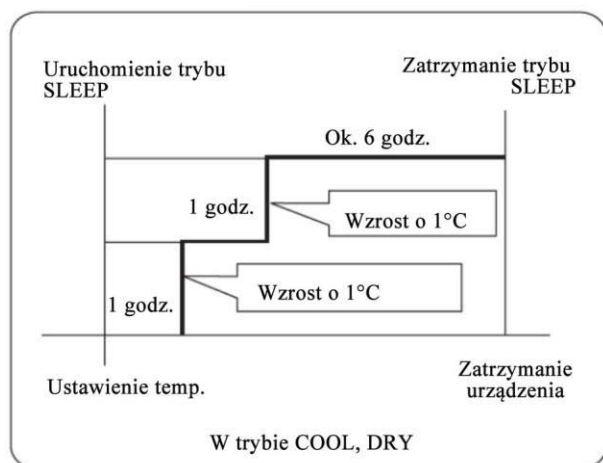 Uruchomienie trybu
SLEEP
Zatrzymanie trybu
SLEEP
Ok. 6 godz.
1 godz.
Wzrost o 1°C
1 godz.
Wzrost o 1°C
Ustawienie temp.
Zatrzymanie
urządzenia
W trybie COOL, DRY